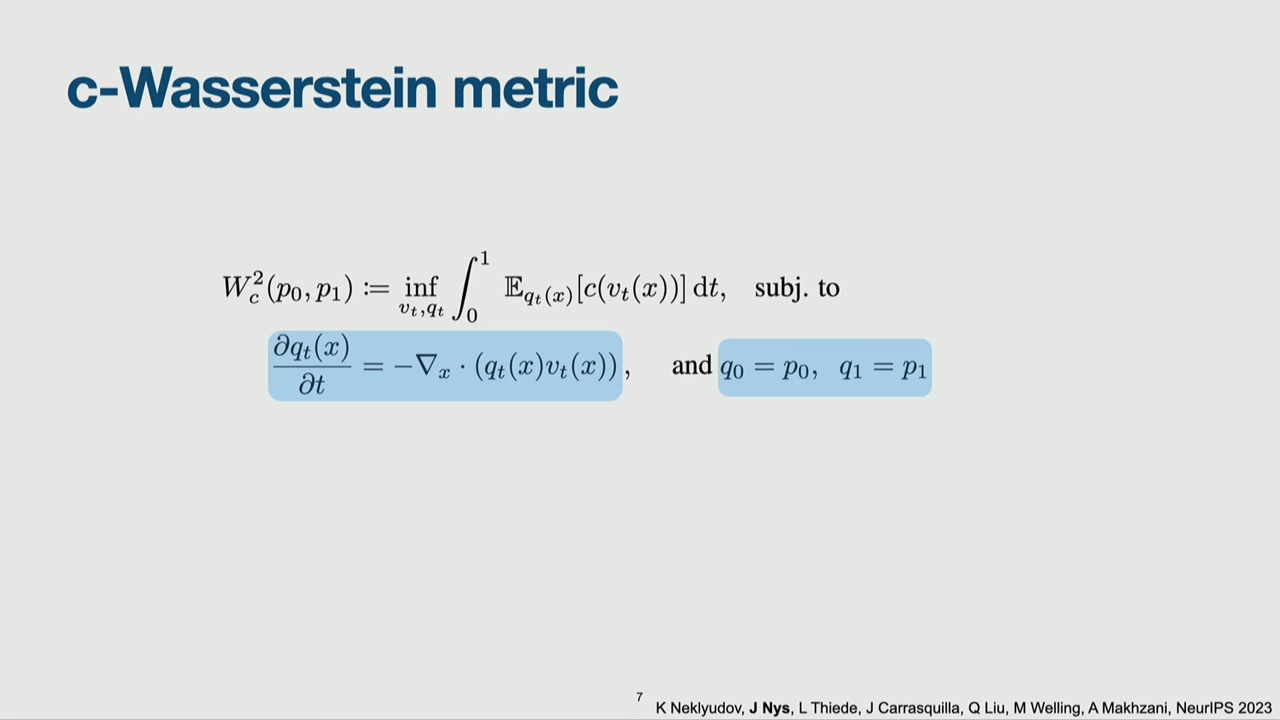 c-Wasserstein metric
W_c^2(p_0, p_1) := inf_{v_t, q_t} ∫_0^1 𝔼_{q_t(x)}[c(v_t(x))] dt, subj. to
∂q_t(x)/∂t = −∇_x · (q_t(x)v_t(x)), and q_0 = p_0, q_1 = p_1
7
K Neklyudov, J Nys, L Thiede, J Carrasquilla, Q Liu, M Welling, A Makhzani, NeurIPS 2023